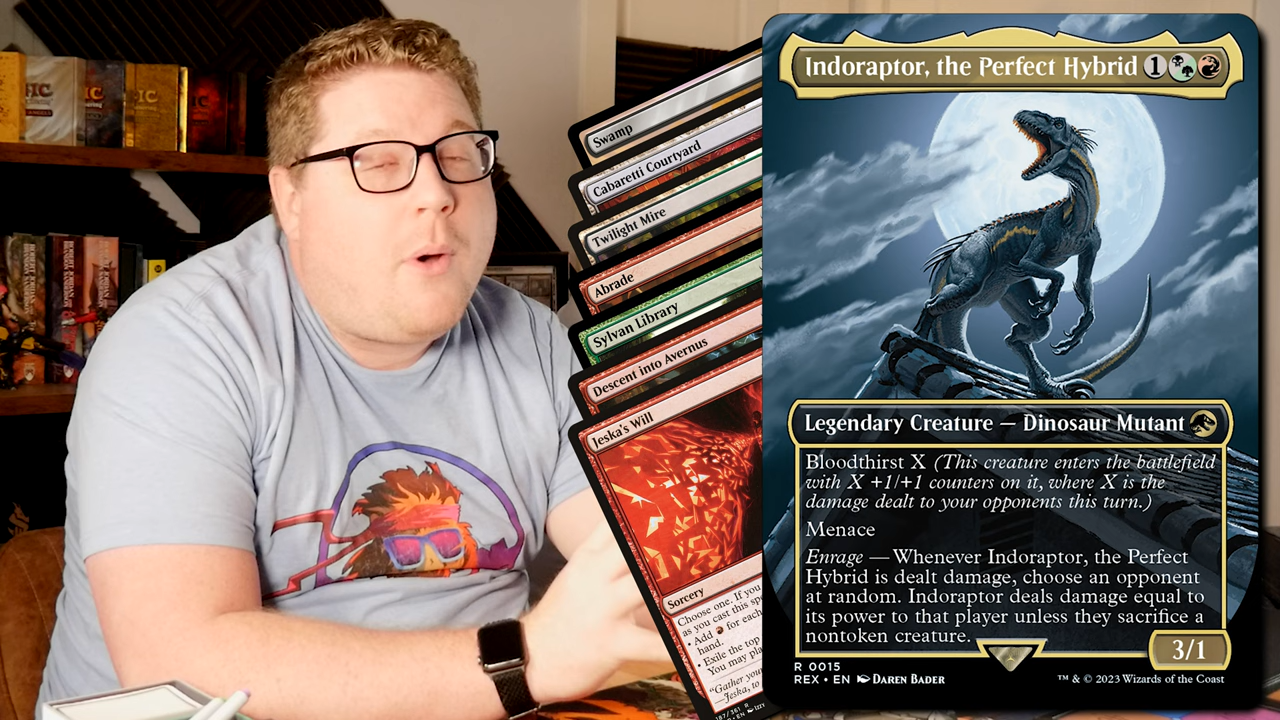 Swamp
Cabaretti Courtyard
Twilight Mire
Abrade
Sylvan Library
Descent into Avernus
Jeska's Will
Sorcery
Choose one. If you
as you cast this spe
• Add for each
hand.
• Exile the top
You may pla
"Gather your
—Jeska, to
Indoraptor, the Perfect Hybrid 1
Legendary Creature — Dinosaur Mutant
Bloodthirst X (This creature enters the battlefield
with X +1/+1 counters on it, where X is the
damage dealt to your opponents this turn.)
Menace
Enrage — Whenever Indoraptor, the Perfect
Hybrid is dealt damage, choose an opponent
at random. Indoraptor deals damage equal to
its power to that player unless they sacrifice a
nontoken creature.
3/1
R 0015
REX • EN DAREN BADER
™ & © 2023 Wizards of the Coast